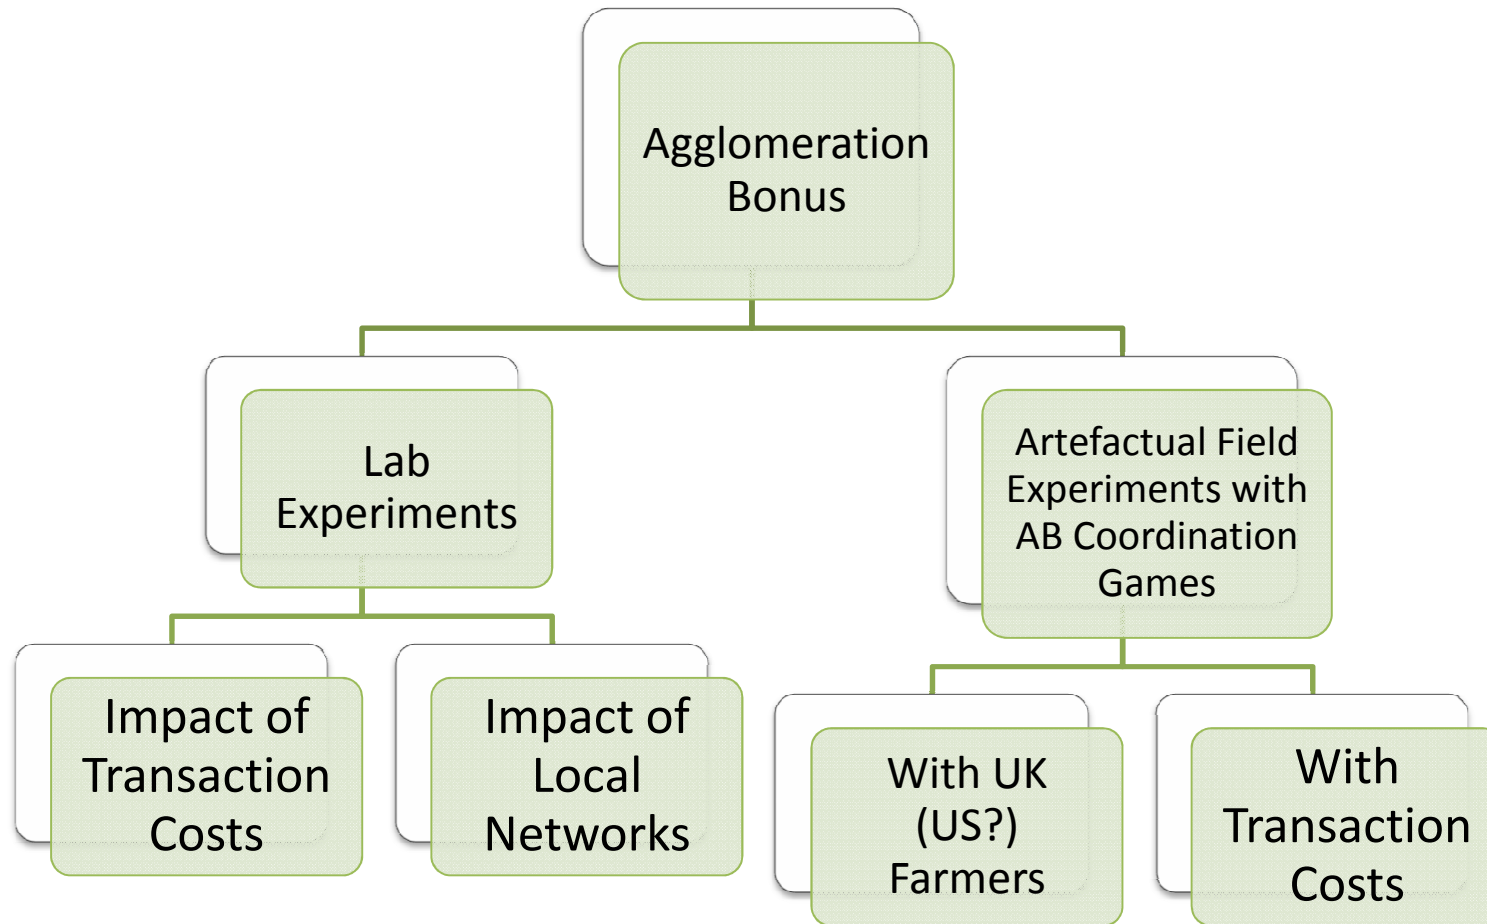 Agglomeration
Bonus
Lab
Experiments
Artefactual Field
Experiments with
AB Coordination
Games
Impact of
Transaction
Costs
Impact of
Local
Networks
With UK
(US?)
Farmers
With
Transaction
Costs